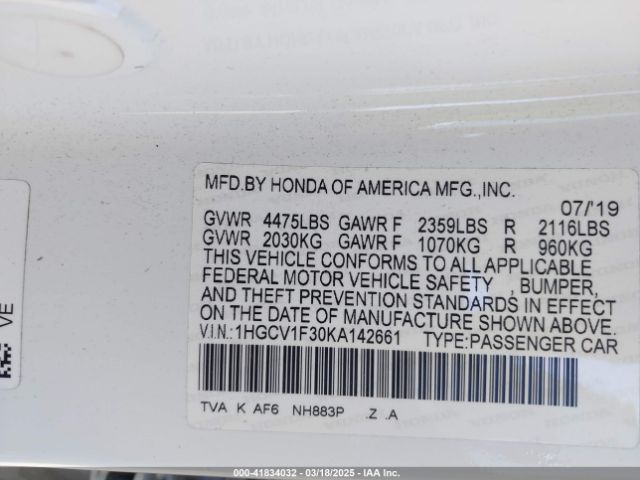 MFD.BY HONDA OF AMERICA MFG.,INC.
07/'19
GVWR 4475LBS GAWR F 2359LBS R 2116LBS
GVWR 2030KG GAWR F 1070KG R 960KG
THIS VEHICLE CONFORMS TO ALL APPLICABLE
FEDERAL MOTOR VEHICLE SAFETY , BUMPER,
AND THEFT PREVENTION STANDARDS IN EFFECT
ON THE DATE OF MANUFACTURE SHOWN ABOVE.
V.I.N.:1HGCV1F30KA142661 TYPE:PASSENGER CAR
TVA K AF6 NH883P .Z .A
VE
000-41834032 — 03/18/2025 — IAA Inc.